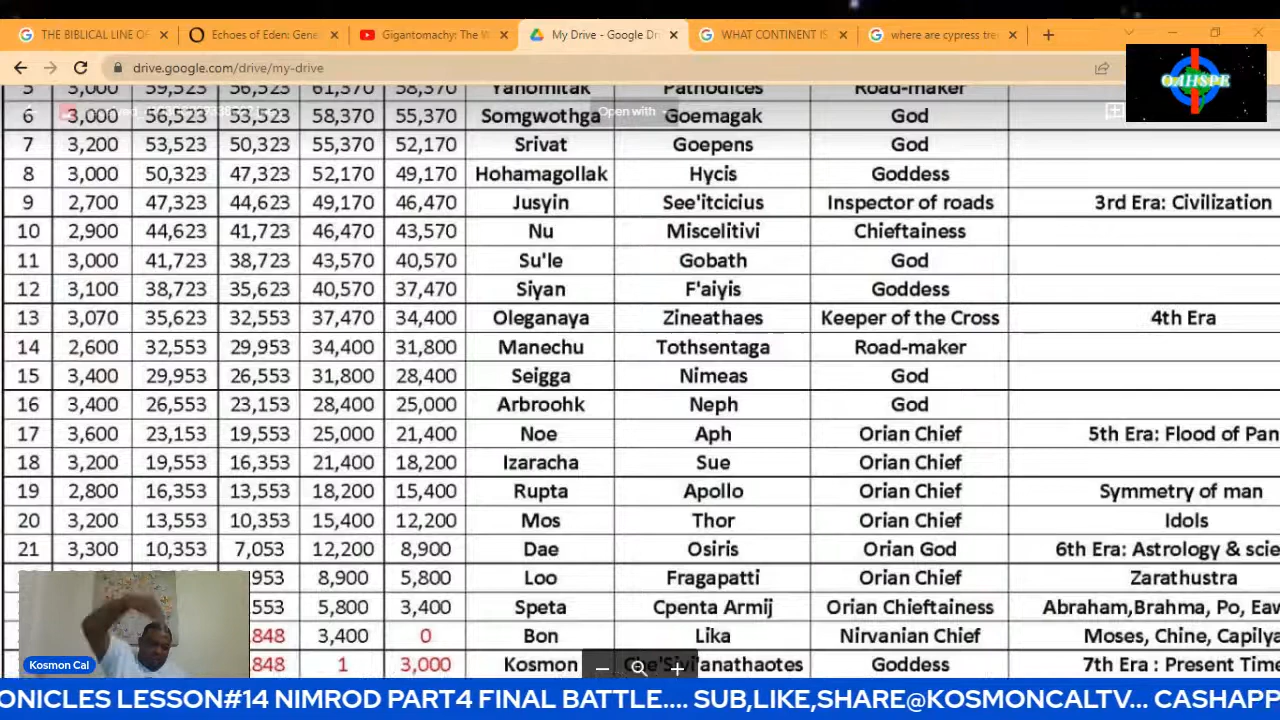 THE BIBLICAL LINE OF Echoes of Eden: Gene Gigantomachy: The W My Drive - Google Dr WHAT CONTINENT IS where are cypress tre
drive.google.com/drive/my-drive
OAHSPE
5 3,000 59,523 56,523 61,370 58,370 Yanomitak Pathodices Road-maker
Open with
6 3,000 56,523 53,523 58,370 55,370 Somgwothga Goemagak God
7 3,200 53,523 50,323 55,370 52,170 Srivat Goepens God
8 3,000 50,323 47,323 52,170 49,170 Hohamagollak Hycis Goddess
9 2,700 47,323 44,623 49,170 46,470 Jusyin See'itcicius Inspector of roads 3rd Era: Civilization
10 2,900 44,623 41,723 46,470 43,570 Nu Miscelitivi Chieftainess
11 3,000 41,723 38,723 43,570 40,570 Su'le Gobath God
12 3,100 38,723 35,623 40,570 37,470 Siyan F'aiyis Goddess
13 3,070 35,623 32,553 37,470 34,400 Oleganaya Zineathaes Keeper of the Cross 4th Era
14 2,600 32,553 29,953 34,400 31,800 Manechu Tothsentaga Road-maker
15 3,400 29,953 26,553 31,800 28,400 Seigga Nimeas God
16 3,400 26,553 23,153 28,400 25,000 Arbroohk Neph God
17 3,600 23,153 19,553 25,000 21,400 Noe Aph Orian Chief 5th Era: Flood of Pan
18 3,200 19,553 16,353 21,400 18,200 Izaracha Sue Orian Chief
19 2,800 16,353 13,553 18,200 15,400 Rupta Apollo Orian Chief Symmetry of man
20 3,200 13,553 10,353 15,400 12,200 Mos Thor Orian Chief Idols
21 3,300 10,353 7,053 12,200 8,900 Dae Osiris Orian God 6th Era: Astrology & scie
953 8,900 5,800 Loo Fragapatti Orian Chief Zarathustra
553 5,800 3,400 Speta Cpenta Armij Orian Chieftainess Abraham,Brahma, Po, Eaw
848 3,400 0 Bon Lika Nirvanian Chief Moses, Chine, Capilya
848 1 3,000 Kosmon Che'Sivi'anathaotes Goddess 7th Era : Present Time
Kosmon Cal
ONICLES LESSON#14 NIMROD PART4 FINAL BATTLE.... SUB,LIKE,SHARE@KOSMONCALTV... CASHAPP